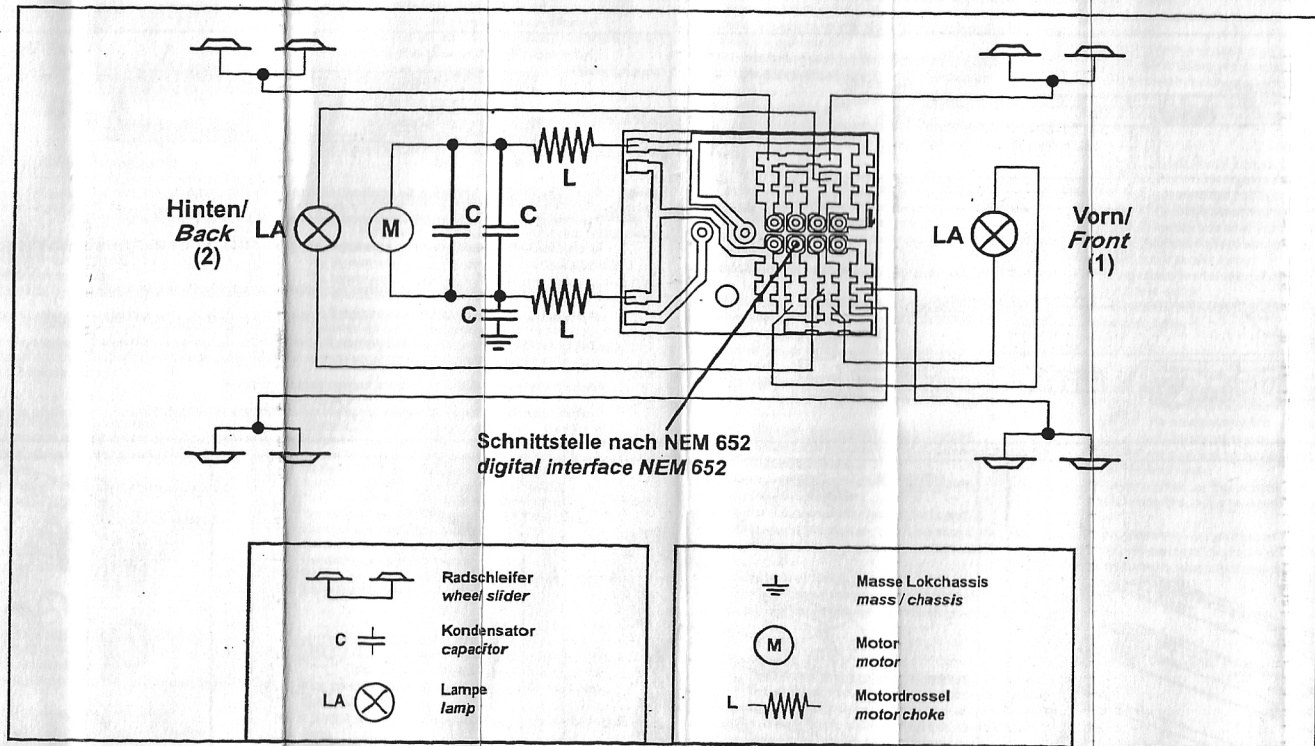 Hinten/
Back
(2)
LA
M
C
C
C
L
L
LA
Vorn/
Front
(1)
Schnittstelle nach NEM 652
digital interface NEM 652
Radschleifer
wheel slider
C
Kondensator
capacitor
LA
Lampe
lamp
Masse Lokchassis
mass / chassis
M
Motor
motor
L
Motordrossel
motor choke